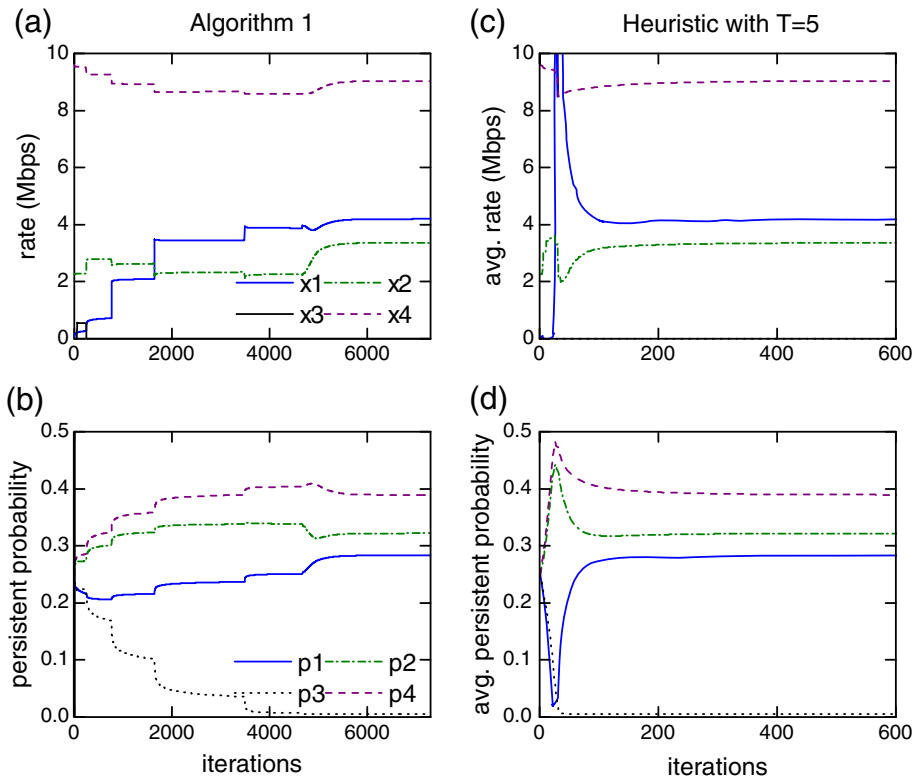 (a) Algorithm 1
rate (Mbps)
10
8
6
4
2
0
x1 x2
x3 x4
0 2000 4000 6000
(c) Heuristic with T=5
avg. rate (Mbps)
10
8
6
4
2
0
0 200 400 600
(b)
persistent probability
0.5
0.4
0.3
0.2
0.1
0.0
p1 p2
p3 p4
0 2000 4000 6000
iterations
(d)
avg. persistent probability
0.5
0.4
0.3
0.2
0.1
0.0
0 200 400 600
iterations